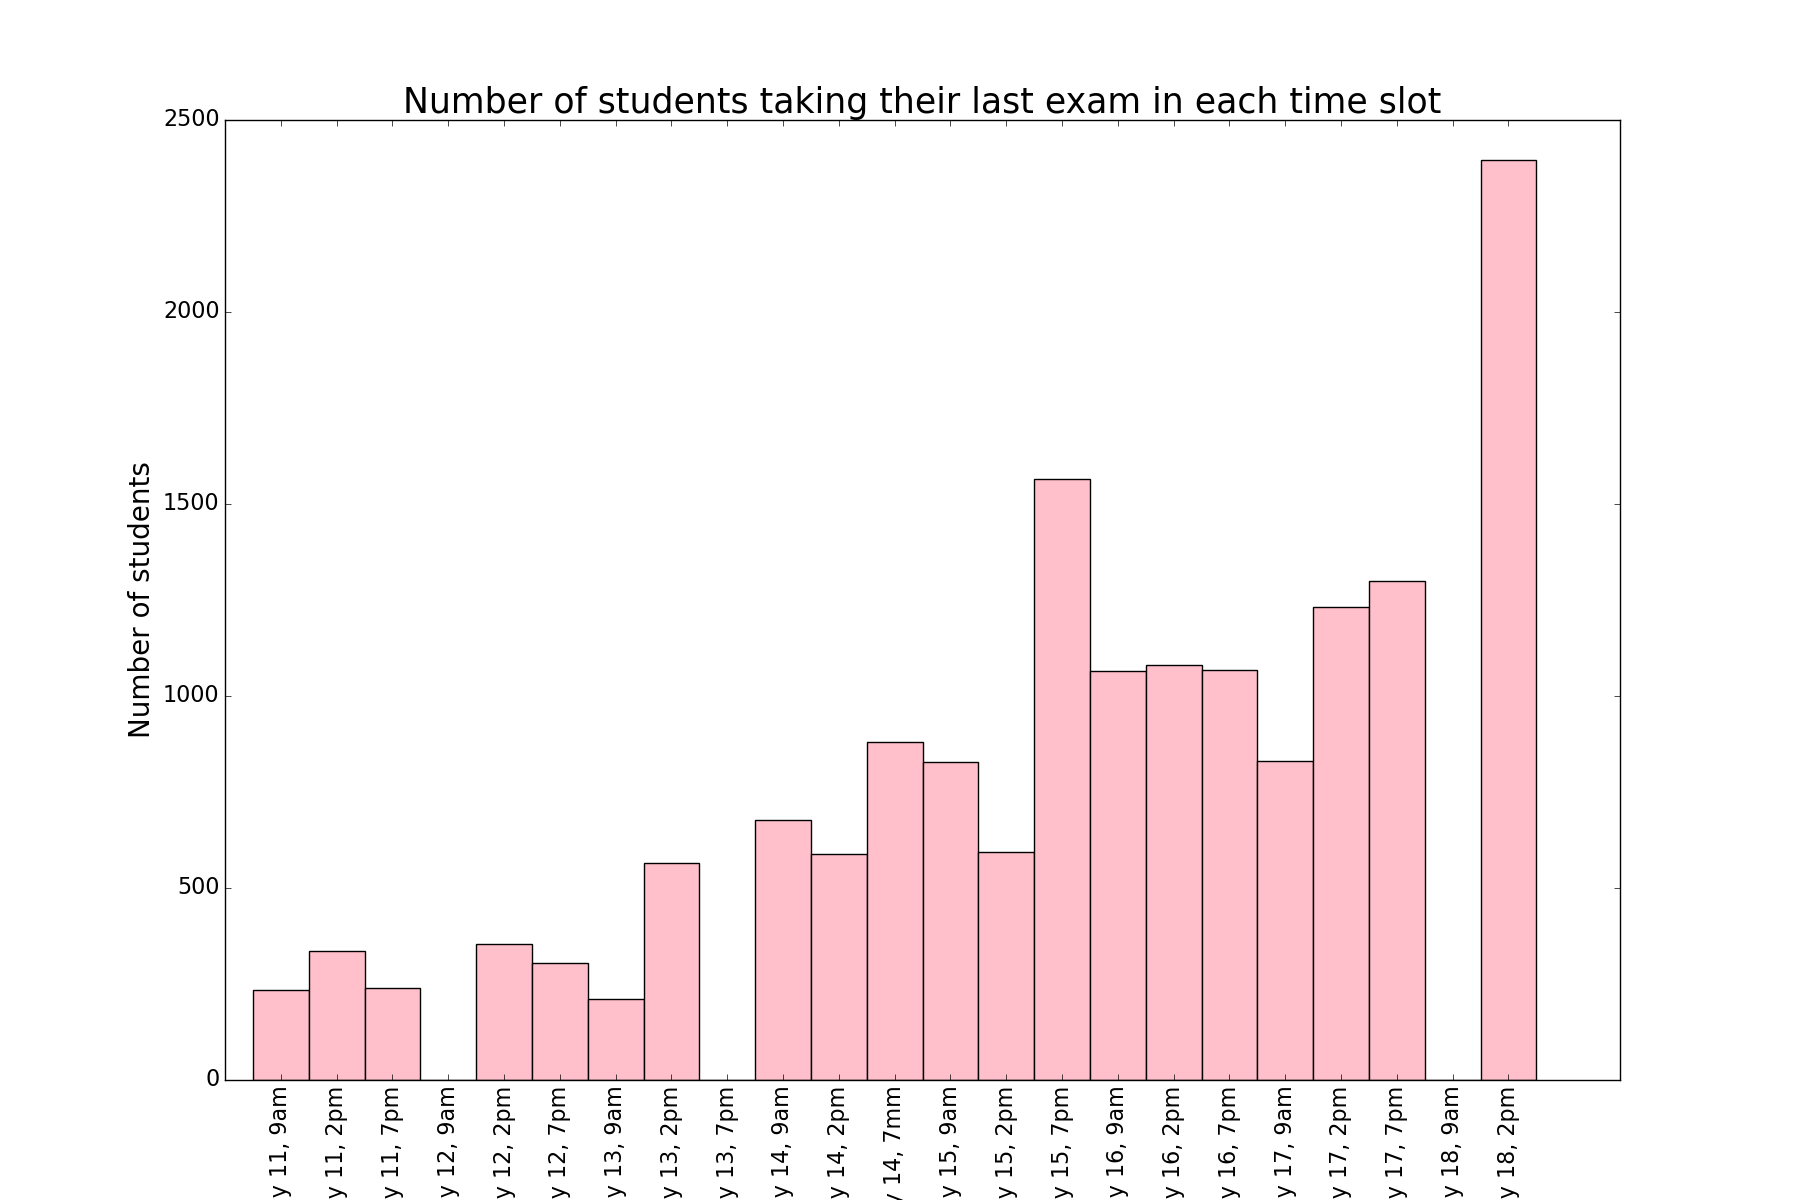 Number of students taking their last exam in each time slot
2500
2000
1500
1000
500
0
Number of students
y 11, 9am
y 11, 2pm
y 11, 7pm
y 12, 9am
y 12, 2pm
y 12, 7pm
y 13, 9am
y 13, 2pm
y 13, 7pm
y 14, 9am
y 14, 2pm
y 14, 7mm
y 15, 9am
y 15, 2pm
y 15, 7pm
y 16, 9am
y 16, 2pm
y 16, 7pm
y 17, 9am
y 17, 2pm
y 17, 7pm
y 18, 9am
y 18, 2pm